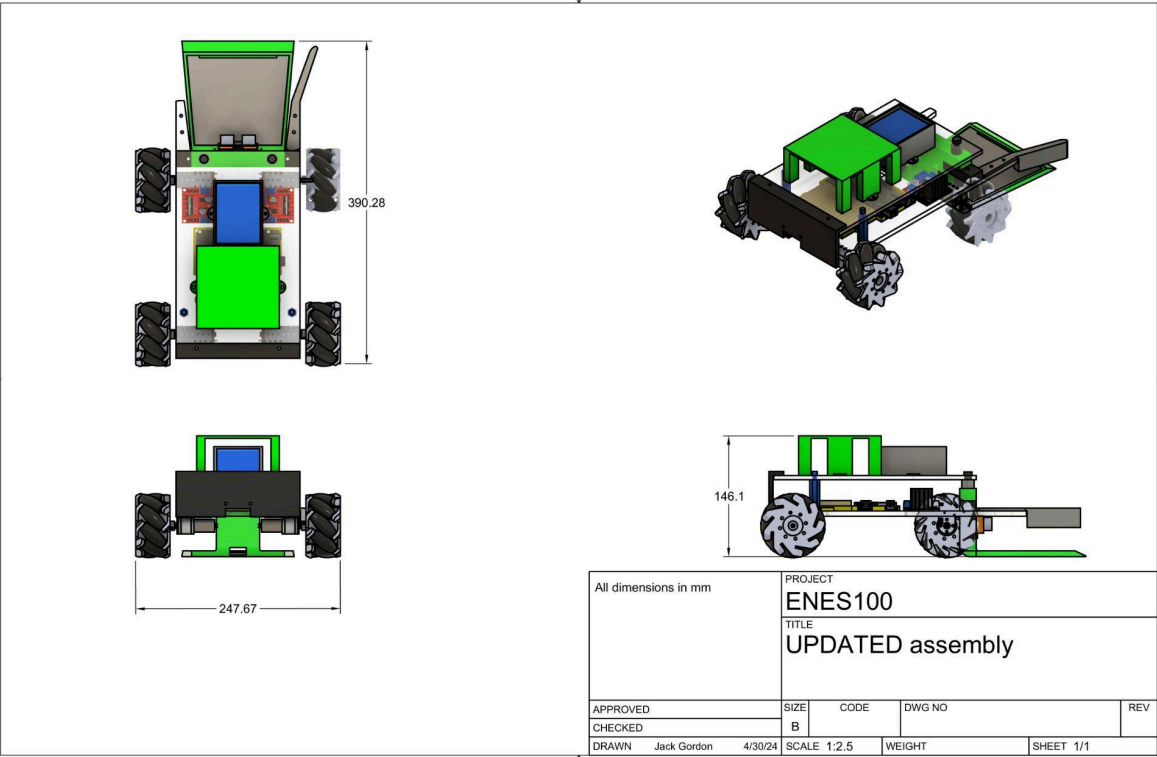 390.28
146.1
247.67
All dimensions in mm
PROJECT
ENES100
TITLE
UPDATED assembly
APPROVED
CHECKED
DRAWN Jack Gordon 4/30/24
SIZE CODE DWG NO REV
B
SCALE 1:2.5 WEIGHT SHEET 1/1